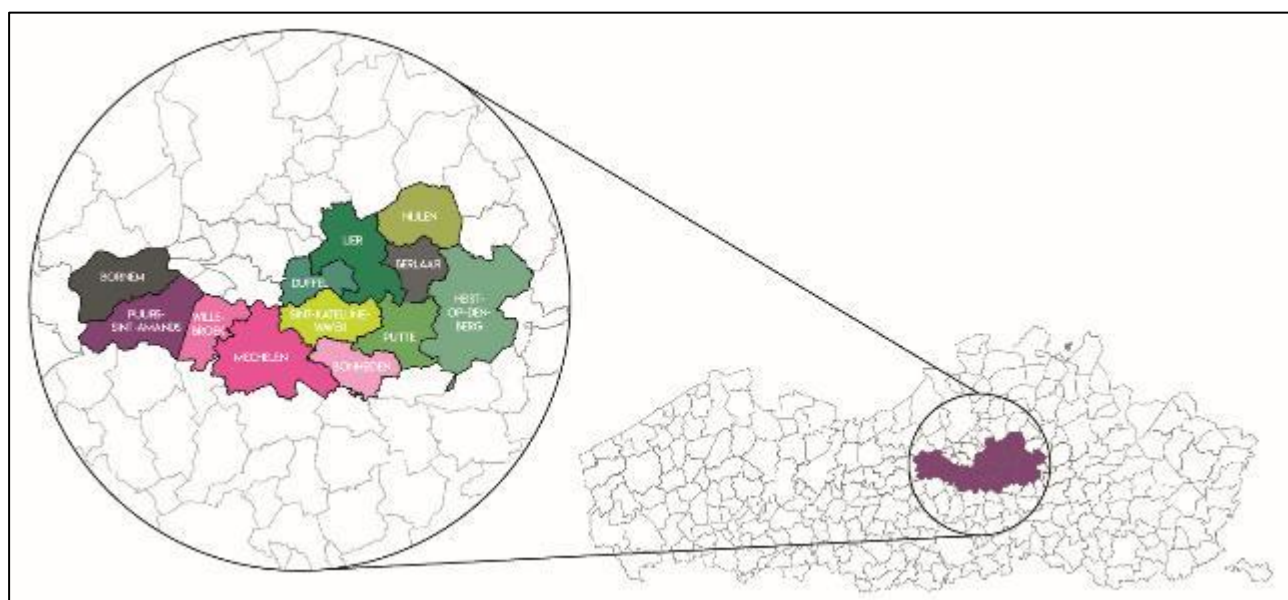 NIJLEN
LIER
BERLAAR
BORNEM
DUFFEL
HEIST-
OP-DEN-
BERG
PUURS-
SINT-AMANDS
WILLE-
BROEK
SINT-KATELIJNE-
WAVER
PUTTE
MECHELEN
BONHEIDEN